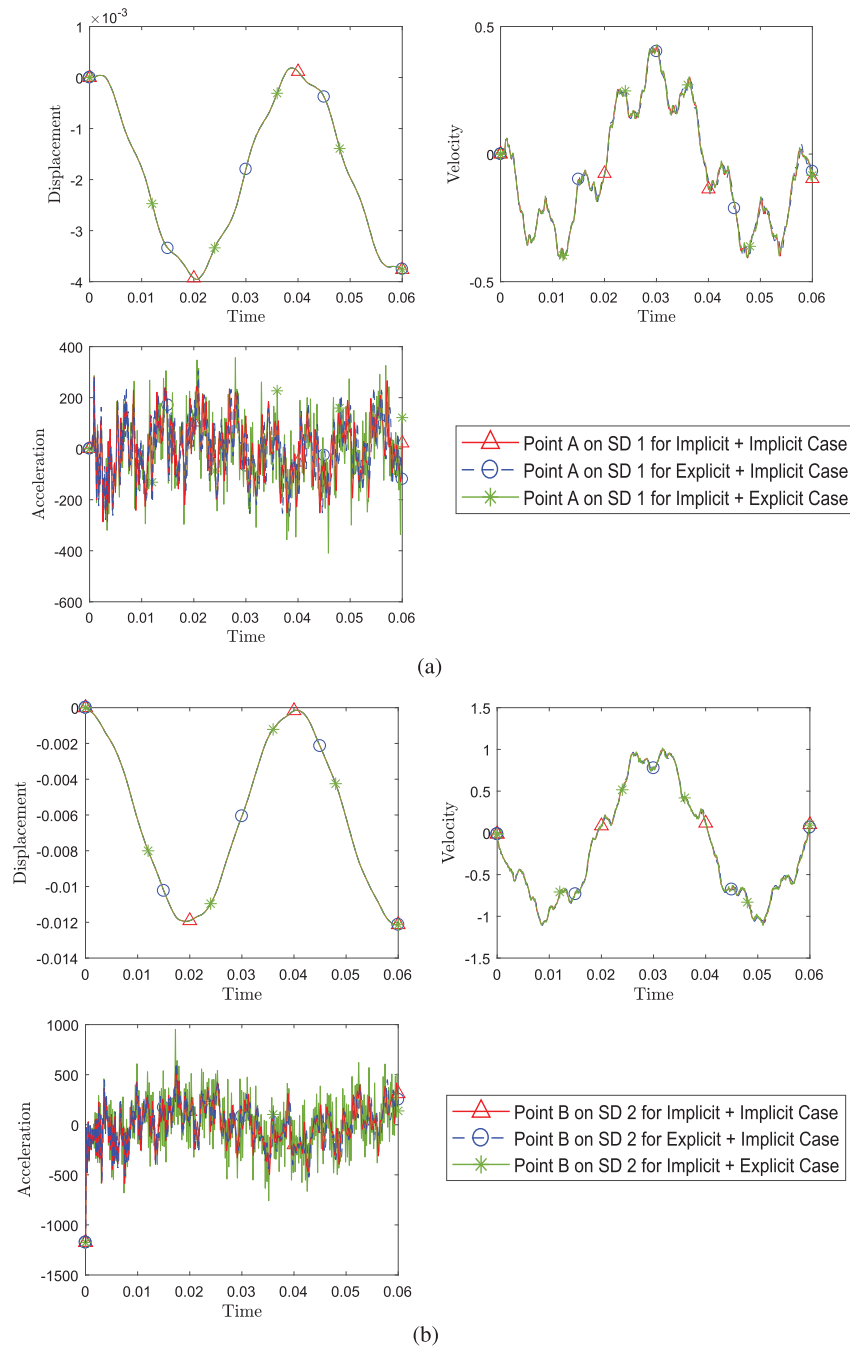 ×10⁻³
1
0
-1
-2
-3
-4
Displacement
0 0.01 0.02 0.03 0.04 0.05 0.06
Time
0.5
0
-0.5
Velocity
0 0.01 0.02 0.03 0.04 0.05 0.06
Time
400
200
0
-200
-400
-600
Acceleration
0 0.01 0.02 0.03 0.04 0.05 0.06
Time
Point A on SD 1 for Implicit + Implicit Case
Point A on SD 1 for Explicit + Implicit Case
Point A on SD 1 for Implicit + Explicit Case
(a)
0
-0.002
-0.004
-0.006
-0.008
-0.01
-0.012
-0.014
Displacement
0 0.01 0.02 0.03 0.04 0.05 0.06
Time
1.5
1
0.5
0
-0.5
-1
-1.5
Velocity
0 0.01 0.02 0.03 0.04 0.05 0.06
Time
1000
500
0
-500
-1000
-1500
Acceleration
0 0.01 0.02 0.03 0.04 0.05 0.06
Time
Point B on SD 2 for Implicit + Implicit Case
Point B on SD 2 for Explicit + Implicit Case
Point B on SD 2 for Implicit + Explicit Case
(b)